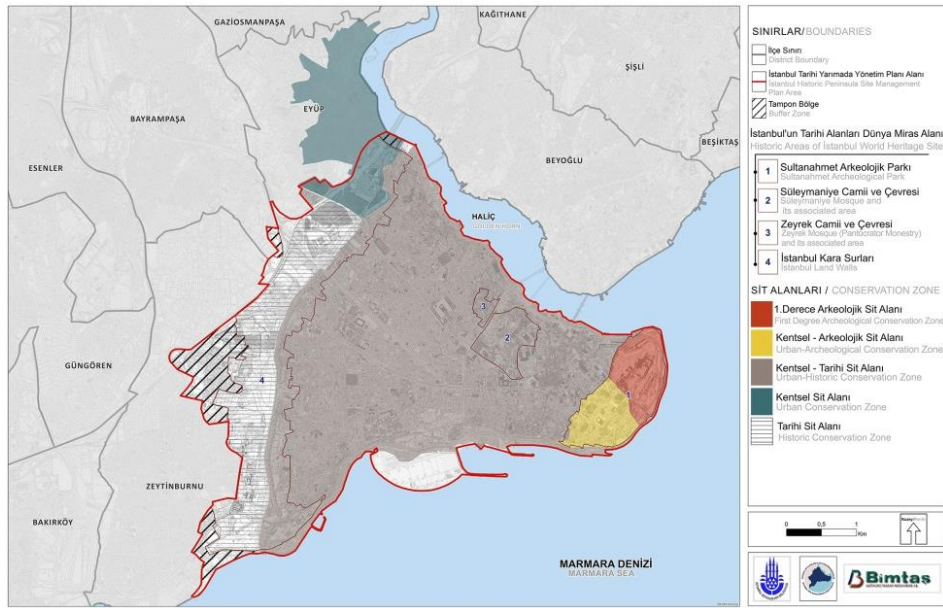 GAZİOSMANPAŞA
KAĞITHANE
ŞİŞLİ
EYÜP
BAYRAMPAŞA
BEŞİKTAŞ
ESENLER
BEYOĞLU
HALİÇ
GOLDEN HORN
3
2
GÜNGÖREN
4
1
ZEYTİNBURNU
BAKIRKÖY
MARMARA DENİZİ
MARMARA SEA
SINIRLAR/BOUNDARIES
İlçe Sınırı
District Boundary
İstanbul Tarihi Yarımada Yönetim Planı Alanı
İstanbul Historic Peninsula Site Management
Plan Area
Tampon Bölge
Buffer Zone
İstanbul'un Tarihi Alanları Dünya Miras Alanı
Historic Areas of İstanbul World Heritage Site
1 Sultanahmet Arkeolojik Parkı
Sultanahmet Archeological Park
2 Süleymaniye Camii ve Çevresi
Süleymaniye Mosque and
its associated area
3 Zeyrek Camii ve Çevresi
Zeyrek Mosque (Pantocrator Monestry)
and its associated area
4 İstanbul Kara Surları
İstanbul Land Walls
SİT ALANLARI / CONSERVATION ZONE
1.Derece Arkeolojik Sit Alanı
First Degree Archeological Conservation Zone
Kentsel - Arkeolojik Sit Alanı
Urban-Archeological Conservation Zone
Kentsel - Tarihi Sit Alanı
Urban-Historic Conservation Zone
Kentsel Sit Alanı
Urban Conservation Zone
Tarihi Sit Alanı
Historic Conservation Zone
0 0,5 1
Km
Bimtaş